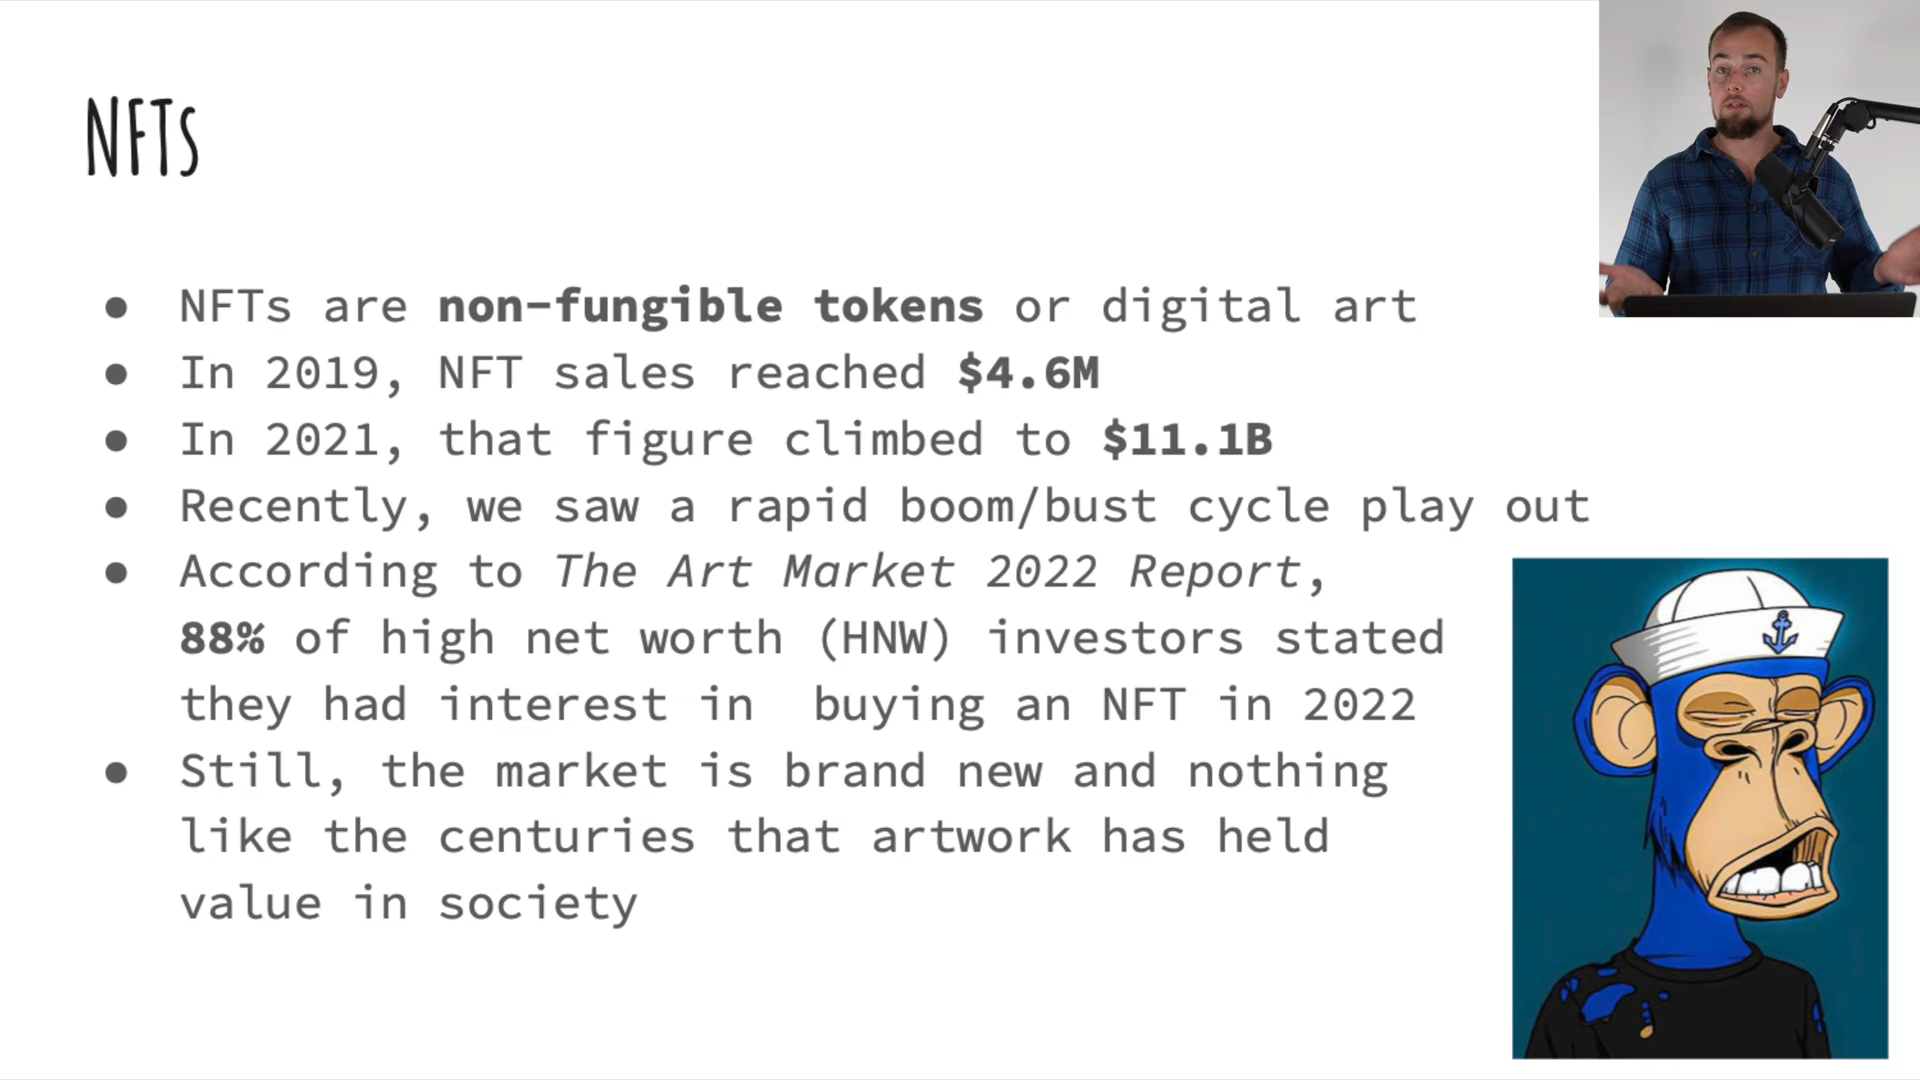 NFTs
● NFTs are non-fungible tokens or digital art
● In 2019, NFT sales reached $4.6M
● In 2021, that figure climbed to $11.1B
● Recently, we saw a rapid boom/bust cycle play out
● According to The Art Market 2022 Report,
88% of high net worth (HNW) investors stated
they had interest in  buying an NFT in 2022
● Still, the market is brand new and nothing
like the centuries that artwork has held
value in society